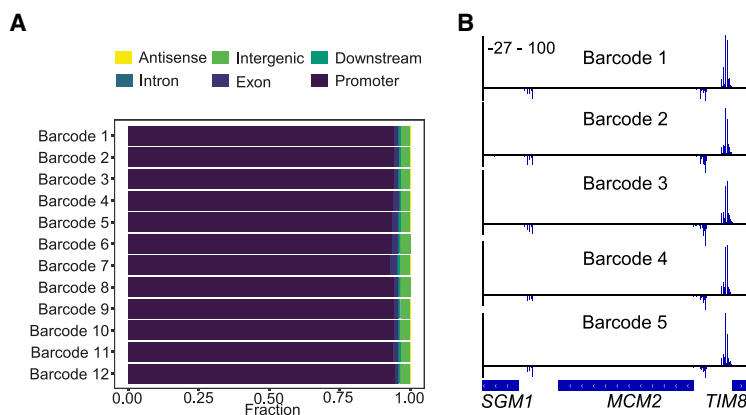 A
Antisense Intergenic Downstream
Intron Exon Promoter
Barcode 1
Barcode 2
Barcode 3
Barcode 4
Barcode 5
Barcode 6
Barcode 7
Barcode 8
Barcode 9
Barcode 10
Barcode 11
Barcode 12
0.00 0.25 0.50 0.75 1.00
Fraction
B
-27 - 100
Barcode 1
Barcode 2
Barcode 3
Barcode 4
Barcode 5
SGM1 MCM2 TIM8